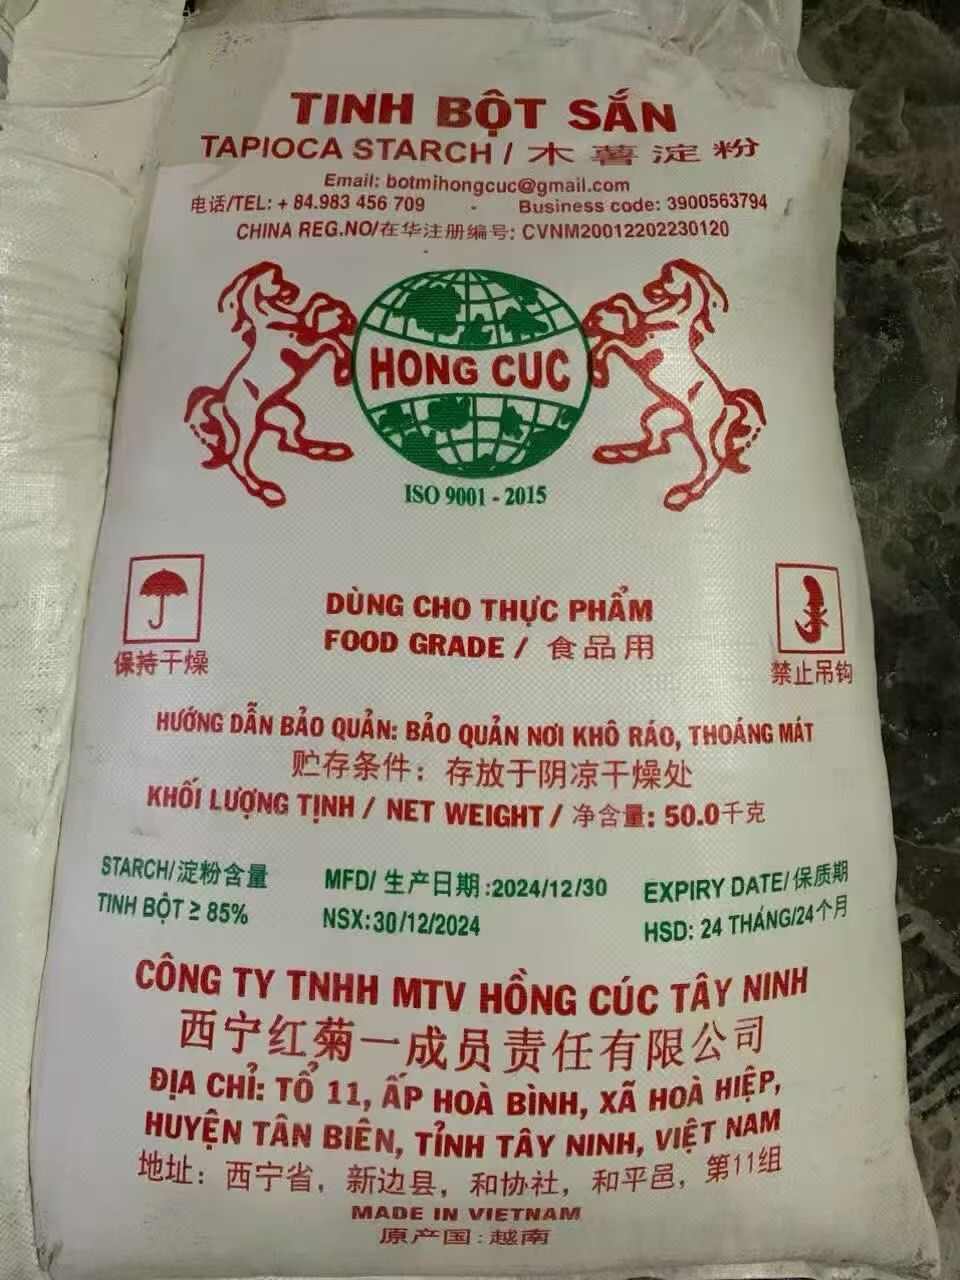 TINH BỘT SẮN
TAPIOCA STARCH / 木薯淀粉
Email: botmihongcuc@gmail.com
电话/TEL: + 84.983 456 709 - Business code: 3900563794
CHINA REG.NO/在华注册编号: CVNM20012202230120
HONG CUC
ISO 9001 - 2015
保持干燥
DÙNG CHO THỰC PHẨM
FOOD GRADE / 食品用
禁止吊钩
HƯỚNG DẪN BẢO QUẢN: BẢO QUẢN NƠI KHÔ RÁO, THOÁNG MÁT
贮存条件: 存放于阴凉干燥处
KHỐI LƯỢNG TỊNH / NET WEIGHT / 净含量: 50.0千克
STARCH/淀粉含量
TINH BỘT ≥ 85%
MFD/ 生产日期:2024/12/30
NSX:30/12/2024
EXPIRY DATE/保质期
HSD: 24 THÁNG/24个月
CÔNG TY TNHH MTV HỒNG CÚC TÂY NINH
西宁红菊一成员责任有限公司
ĐỊA CHỈ: TỔ 11, ẤP HOÀ BÌNH, XÃ HOÀ HIỆP,
HUYỆN TÂN BIÊN, TỈNH TÂY NINH, VIỆT NAM
地址: 西宁省, 新边县, 和协社, 和平邑, 第11组
MADE IN VIETNAM
原产国:越南